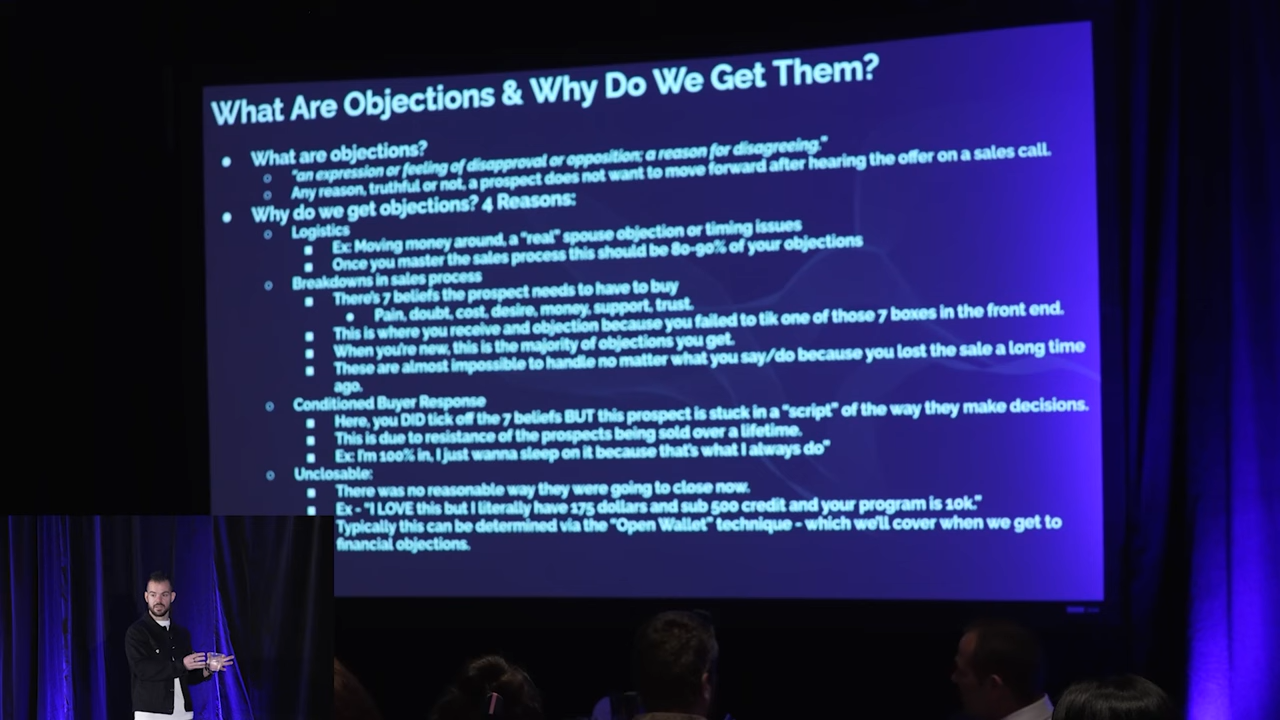 What Are Objections & Why Do We Get Them?
What are objections?
"an expression or feeling of disapproval or opposition; a reason for disagreeing."
Any reason, truthful or not, a prospect does not want to move forward after hearing the offer on a sales call.
Why do we get objections? 4 Reasons:
Logistics
Ex: Moving money around, a "real" spouse objection or timing issues
Once you master the sales process this should be 80-90% of your objections
Breakdowns in sales process
There's 7 beliefs the prospect needs to have to buy
Pain, doubt, cost, desire, money, support, trust.
This is where you receive and objection because you failed to tik one of those 7 boxes in the front end.
When you're new, this is the majority of objections you get.
These are almost impossible to handle no matter what you say/do because you lost the sale a long time
ago.
Conditioned Buyer Response
Here, you DID tick off the 7 beliefs BUT this prospect is stuck in a "script" of the way they make decisions.
This is due to resistance of the prospects being sold over a lifetime.
Ex: I'm 100% in, I just wanna sleep on it because that's what I always do"
Unclosable:
There was no reasonable way they were going to close now.
Ex - "I LOVE this but I literally have 175 dollars and sub 500 credit and your program is 10k."
Typically this can be determined via the "Open Wallet" technique - which we'll cover when we get to
financial objections.